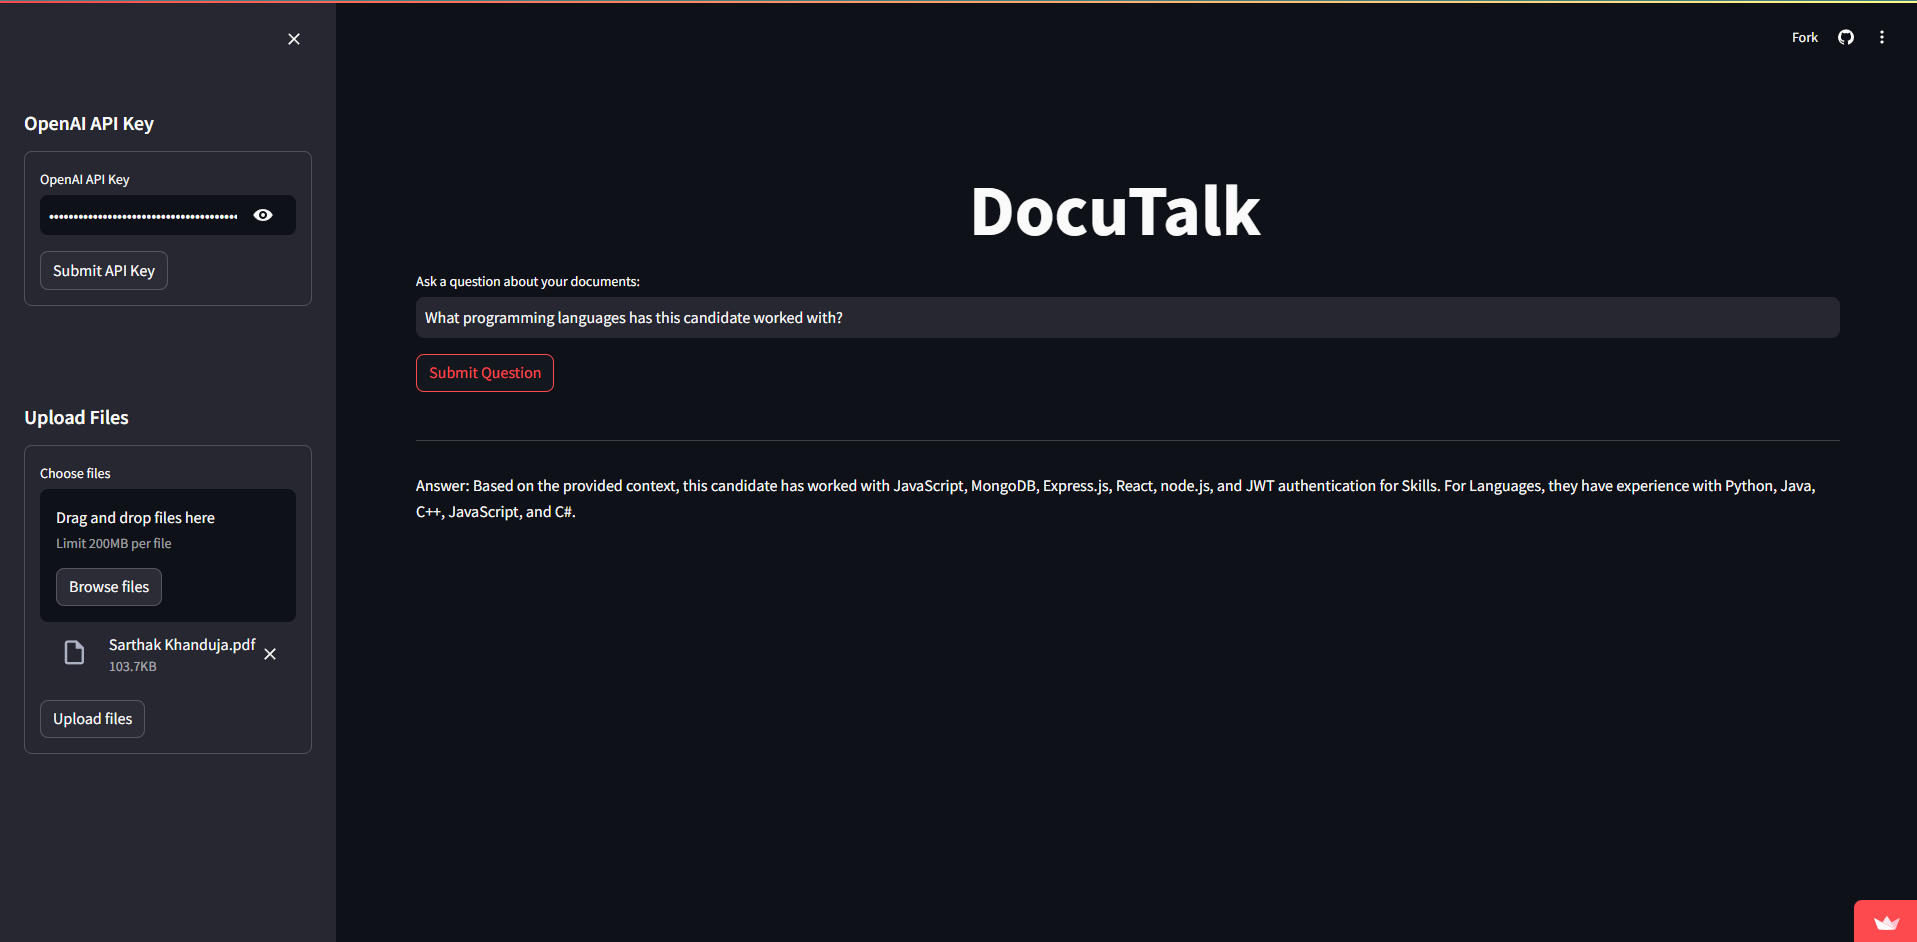 Fork
OpenAI API Key
OpenAI API Key
Submit API Key
Upload Files
Choose files
Drag and drop files here
Limit 200MB per file
Browse files
Sarthak Khanduja.pdf
103.7KB
Upload files
DocuTalk
Ask a question about your documents:
What programming languages has this candidate worked with?
Submit Question
Answer: Based on the provided context, this candidate has worked with JavaScript, MongoDB, Express.js, React, node.js, and JWT authentication for Skills. For Languages, they have experience with Python, Java,
C++, JavaScript, and C#.